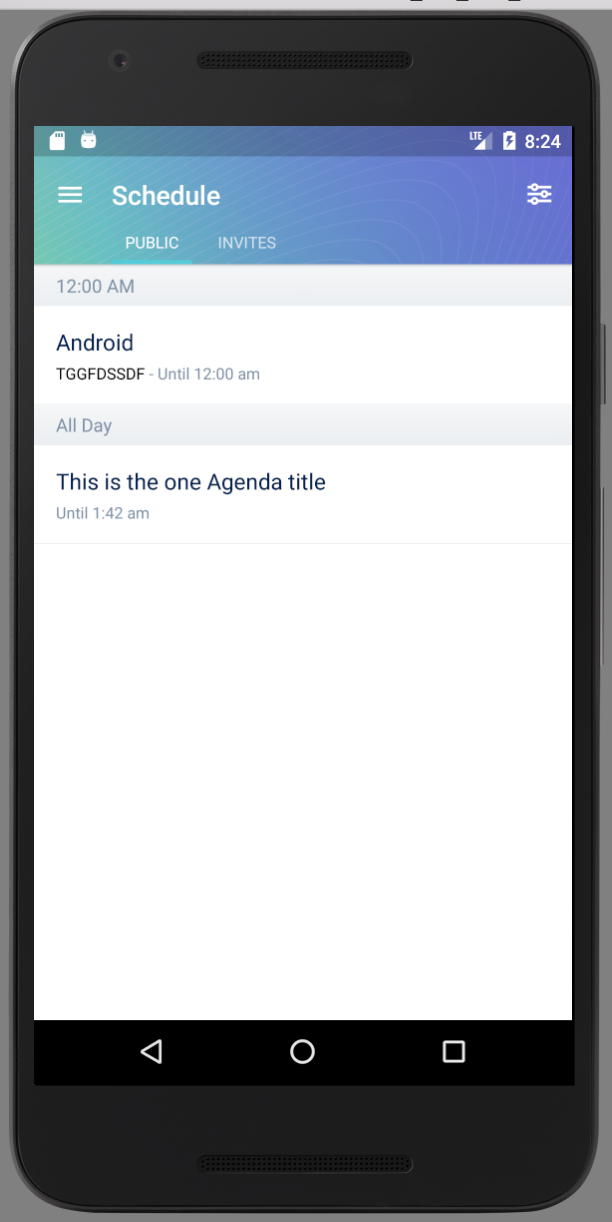 LTE 8:24
Schedule
PUBLIC INVITES
12:00 AM
Android
TGGFDSSDF - Until 12:00 am
All Day
This is the one Agenda title
Until 1:42 am